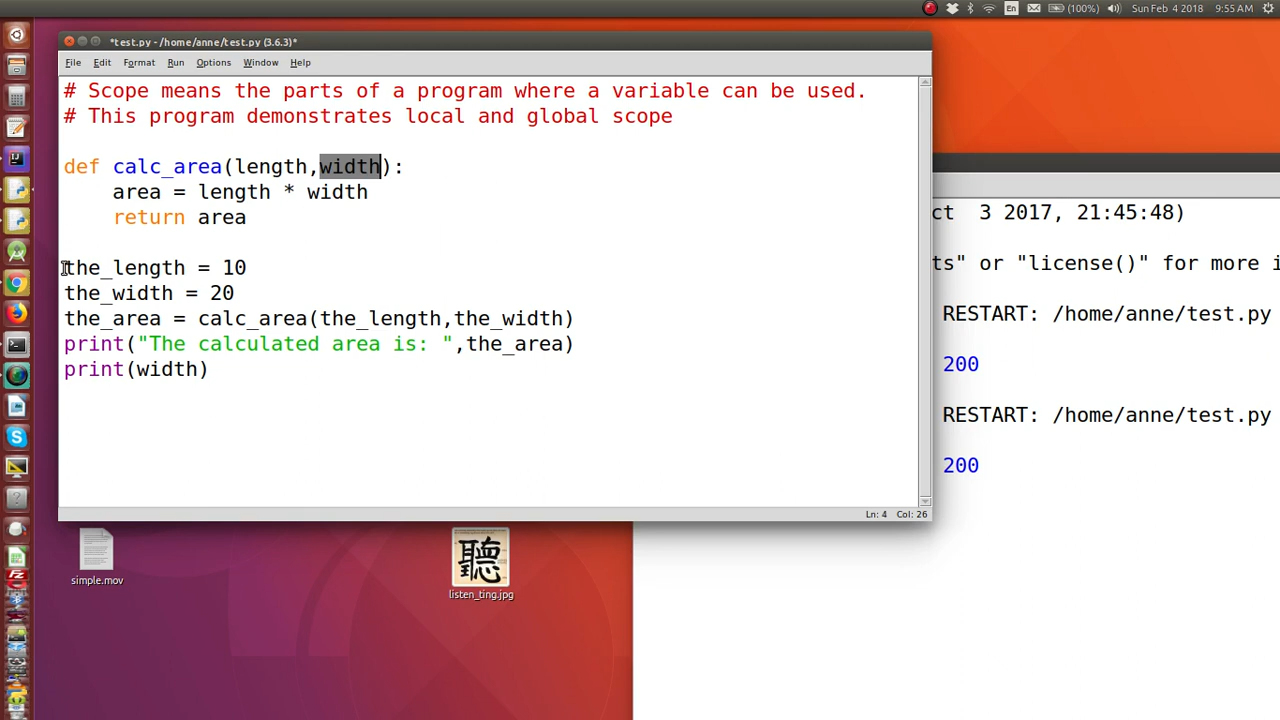 En (100%) Sun Feb 4 2018 9:55 AM
*test.py - /home/anne/test.py (3.6.3)*
File Edit Format Run Options Window Help
# Scope means the parts of a program where a variable can be used.
# This program demonstrates local and global scope
def calc_area(length,width):
area = length * width
return area
the_length = 10
the_width = 20
the_area = calc_area(the_length,the_width)
print("The calculated area is: ",the_area)
print(width)
Ln: 4 Col: 26
ct 3 2017, 21:45:48)
ts" or "license()" for more i
RESTART: /home/anne/test.py
200
RESTART: /home/anne/test.py
200
simple.mov
聽
listen_ting.jpg